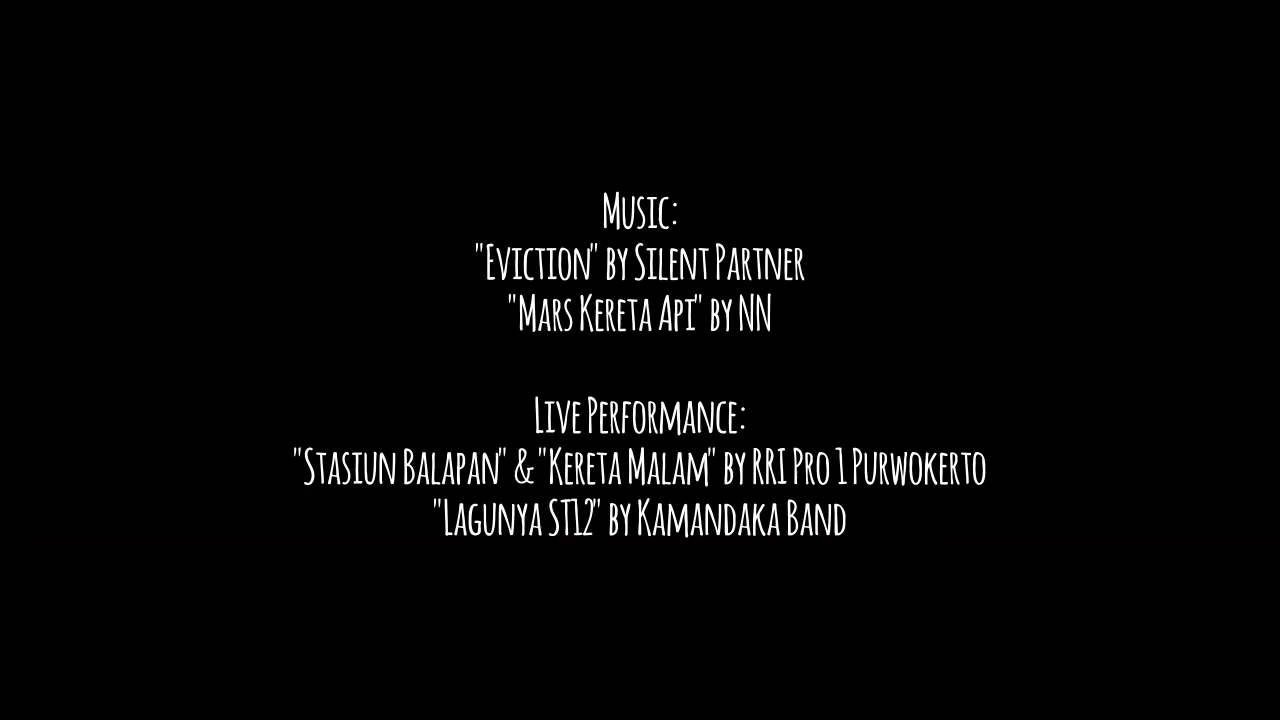 Music:
"Eviction" by Silent Partner
"Mars Kereta Api" by NN
Live Performance:
"Stasiun Balapan" & "Kereta Malam" by RRI Pro 1 Purwokerto
"Lagunya ST12" by Kamandaka Band